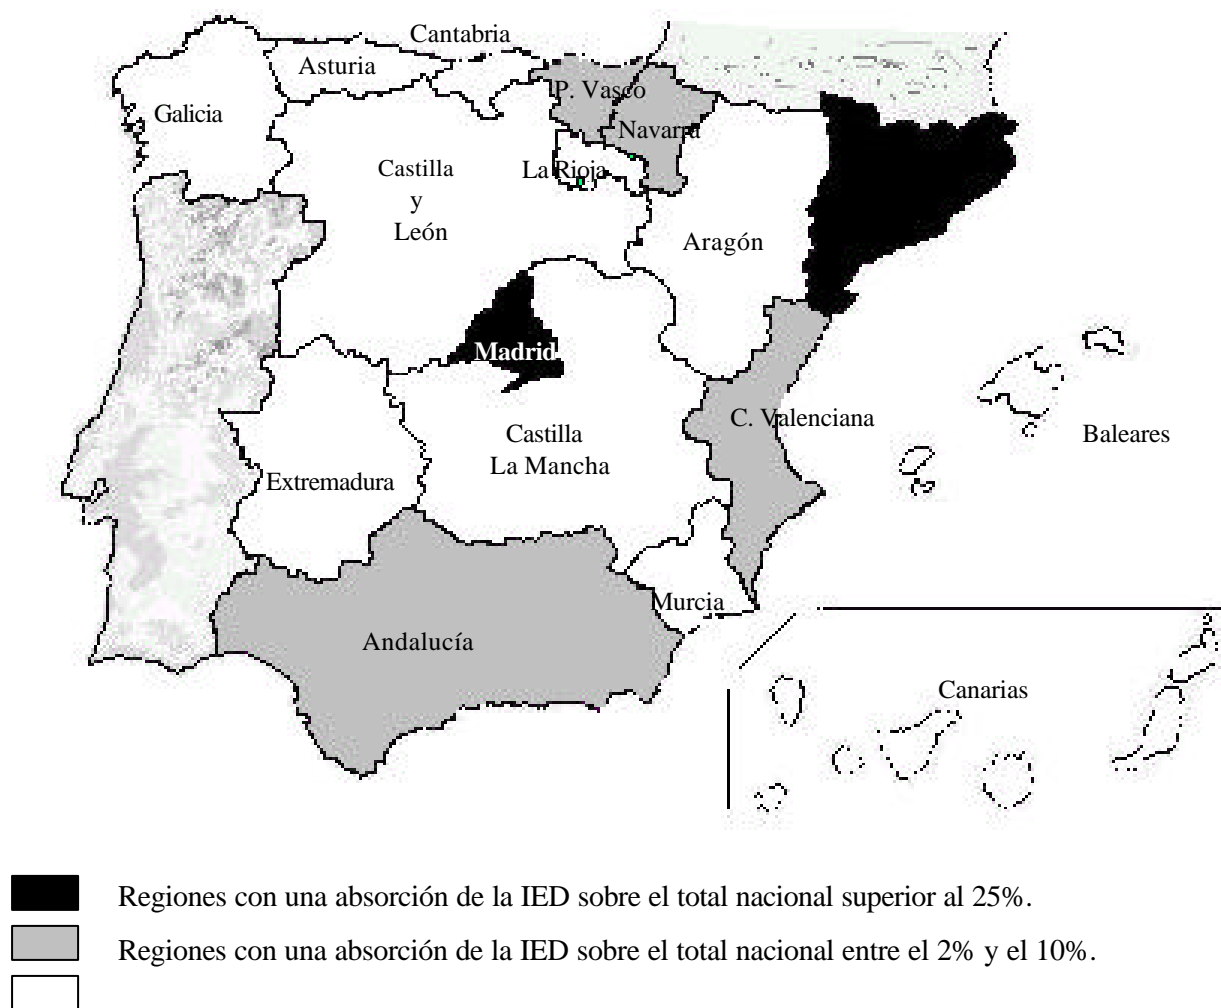 Cantabria
Asturia
P. Vasco
Galicia
Navarra
Castilla
y
León
La Rioja
Aragón
Madrid
C. Valenciana
Castilla
La Mancha
Baleares
Extremadura
Murcia
Andalucía
Canarias
Regiones con una absorción de la IED sobre el total nacional superior al 25%.
Regiones con una absorción de la IED sobre el total nacional entre el 2% y el 10%.